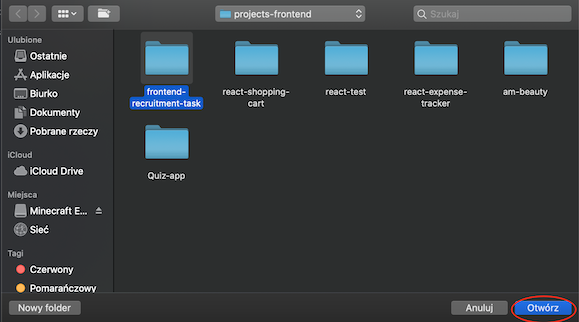 projects-frontend
Szukaj
Ulubione
Ostatnie
Aplikacje
Biurko
Dokumenty
Pobrane rzeczy
iCloud
iCloud Drive
Miejsca
Minecraft E...
Sieć
Tagi
Czerwony
Pomarańczowy
frontend-
recruitment-task
react-shopping-
cart
react-test
react-expense-
tracker
am-beauty
Quiz-app
Nowy folder
Anuluj
Otwórz